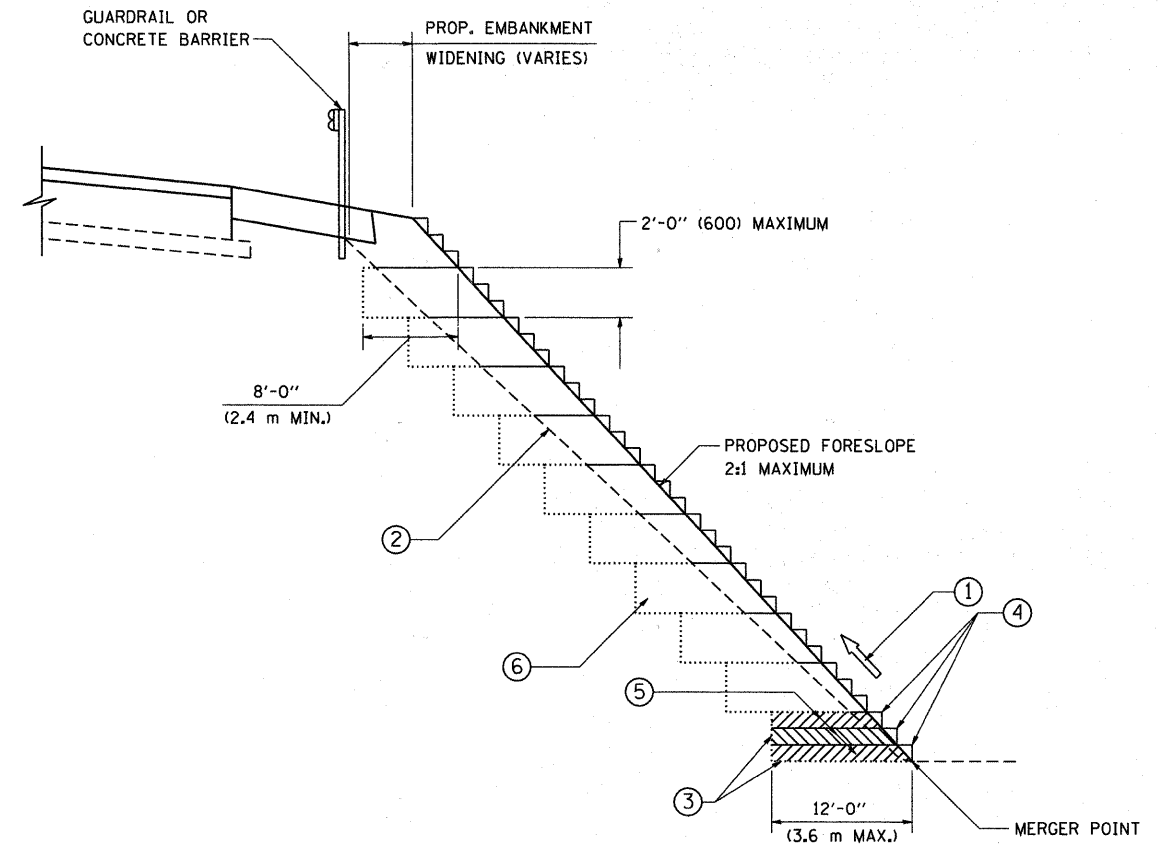 GUARDRAIL OR
CONCRETE BARRIER
PROP. EMBANKMENT
WIDENING (VARIES)
2'-0" (600) MAXIMUM
8'-0"
(2.4 m MIN.)
PROPOSED FORESLOPE
2:1 MAXIMUM
2
1
4
6
5
3
12'-0"
(3.6 m MAX.)
MERGER POINT